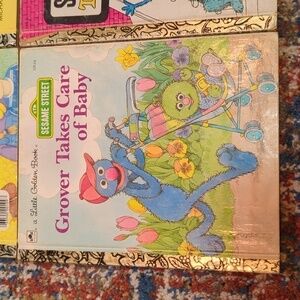 SESAME STREET
Grover Takes Care
of Baby
a Little Golden Book